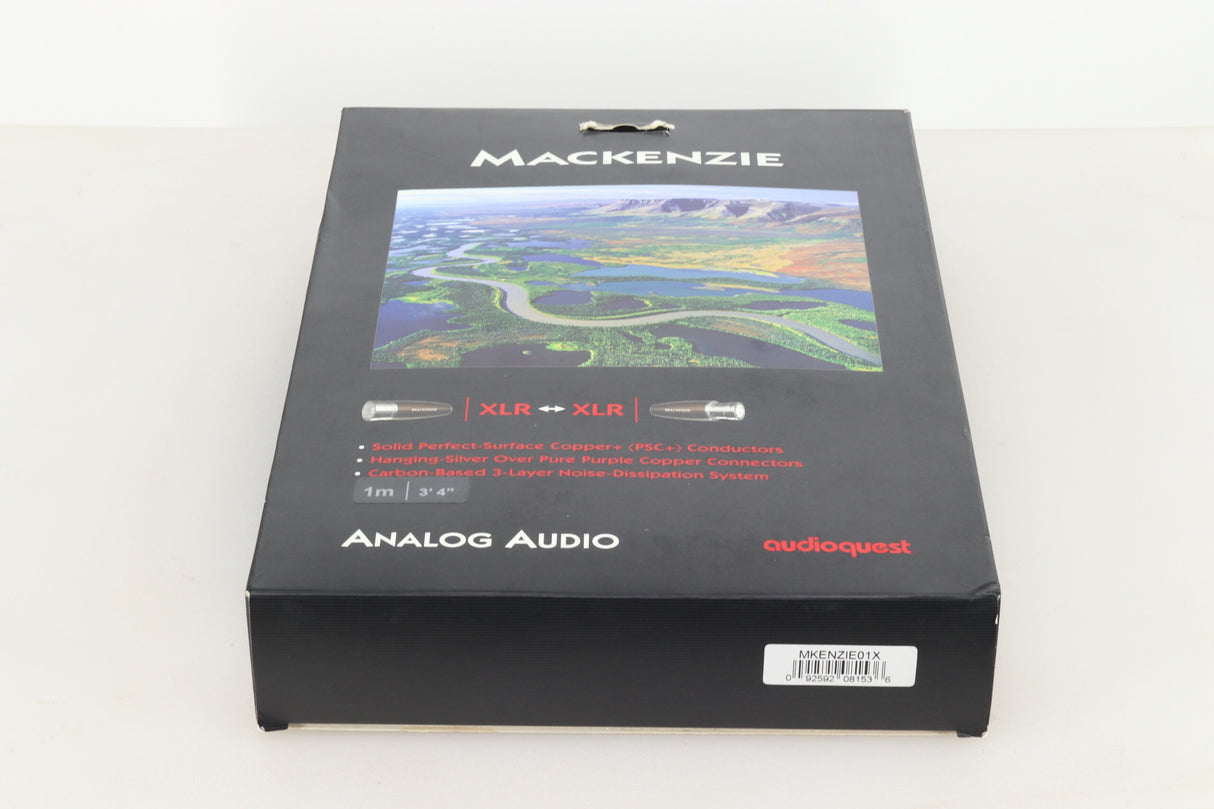 MACKENZIE
XLR ↔ XLR
• Solid Perfect-Surface Copper+ (PSC+) Conductors
• Hanging-Silver Over Pure Purple Copper Connectors
• Carbon-Based 3-Layer Noise-Dissipation System
1m | 3' 4"
ANALOG AUDIO
audioquest
MKENZIE01X
0 92592 08153 6